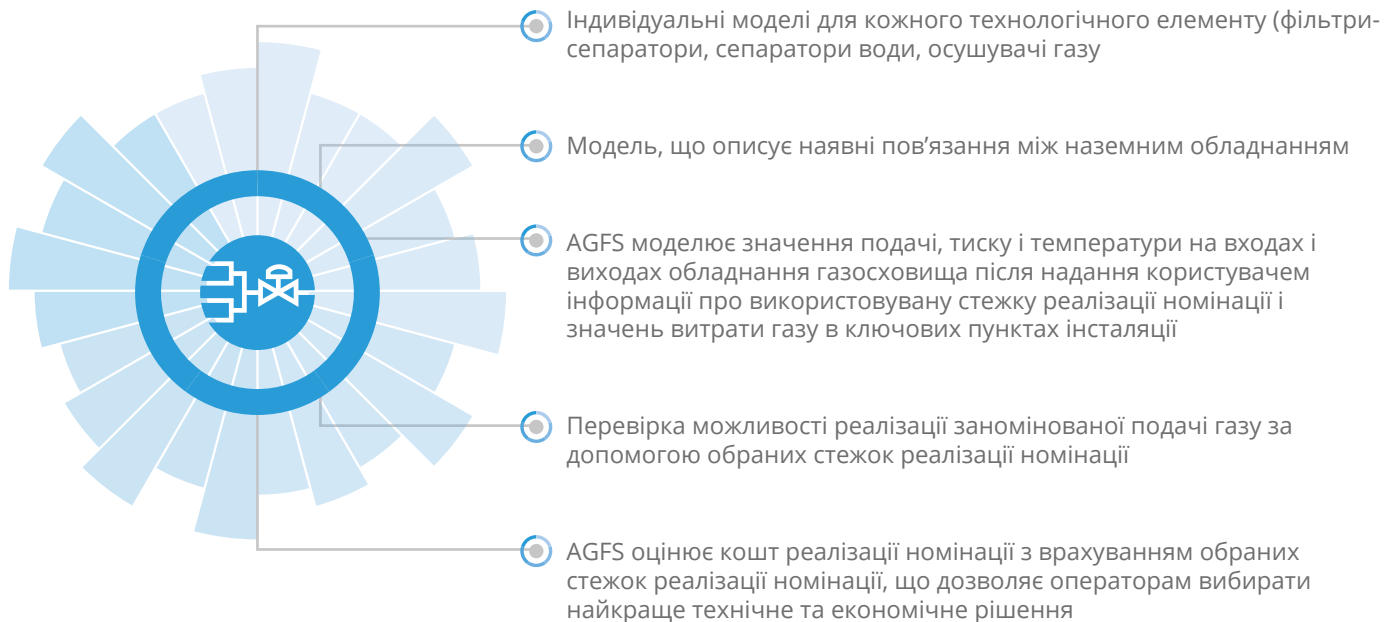 Індивідуальні моделі для кожного технологічного елементу (фільтри-
сепаратори, сепаратори води, осушувачі газу
Модель, що описує наявні пов’язання між наземним обладнанням
AGFS моделює значення подачі, тиску і температури на входах і
виходах обладнання газосховища після надання користувачем
інформації про використовувану стежку реалізації номінації і
значень витрати газу в ключових пунктах інсталяції
Перевірка можливості реалізації заномінованої подачі газу за
допомогою обраних стежок реалізації номінації
AGFS оцінює кошт реалізації номінації з врахуванням обраних
стежок реалізації номінації, що дозволяє операторам вибирати
найкраще технічне та економічне рішення